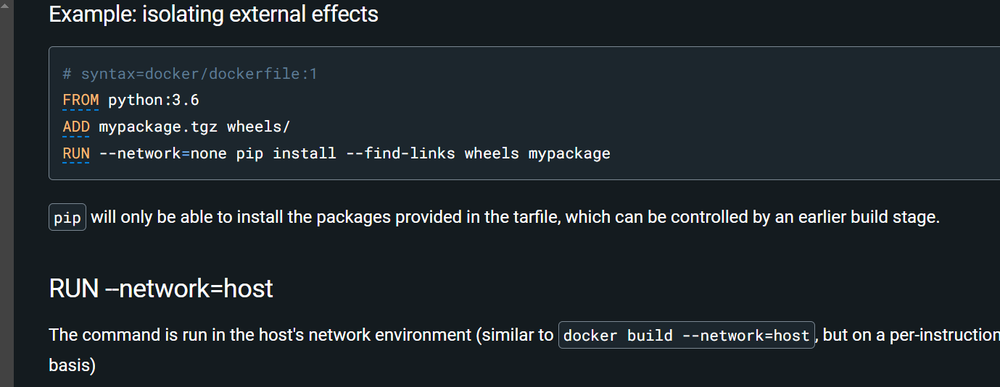 Example: isolating external effects
# syntax=docker/dockerfile:1
FROM python:3.6
ADD mypackage.tgz wheels/
RUN --network=none pip install --find-links wheels mypackage
pip will only be able to install the packages provided in the tarfile, which can be controlled by an earlier build stage.
RUN --network=host
The command is run in the host's network environment (similar to docker build --network=host, but on a per-instruction
basis)